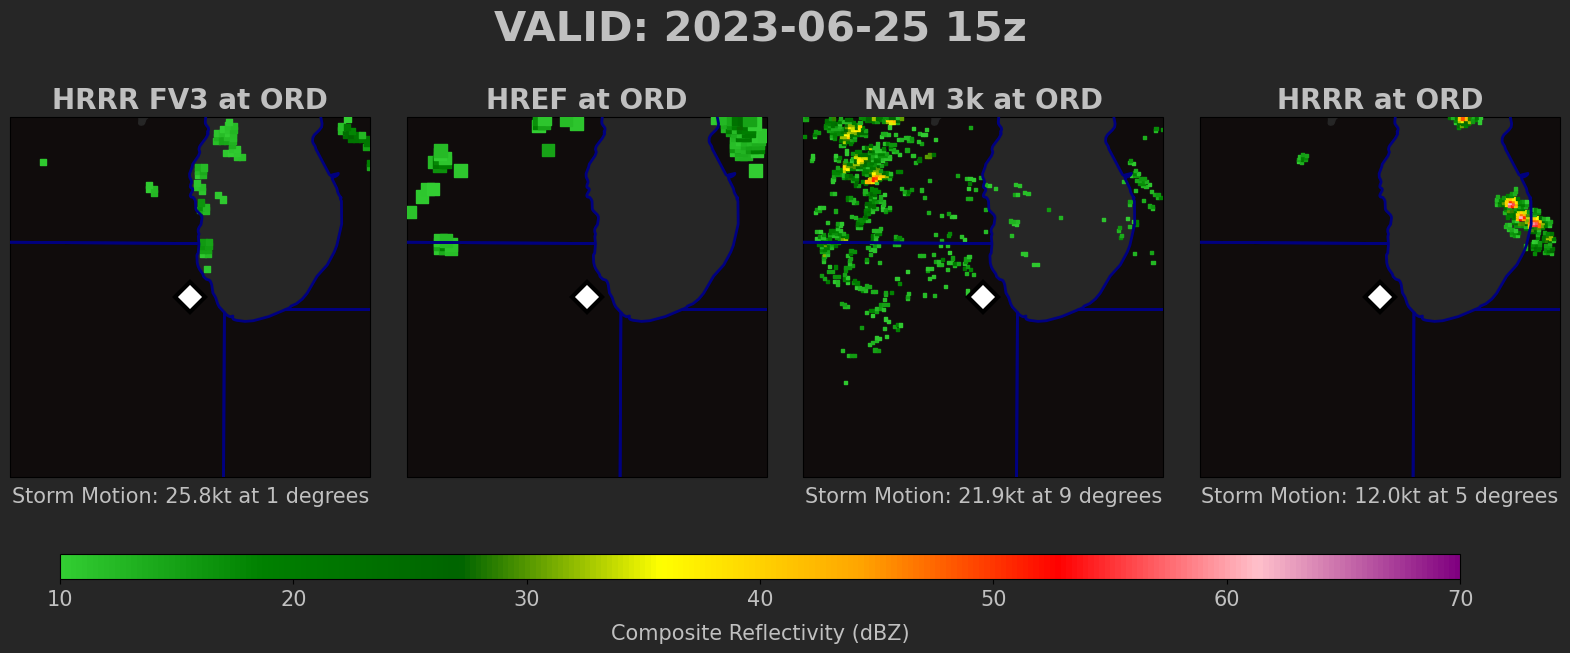 VALID: 2023-06-25 15z
HRRR FV3 at ORD
HREF at ORD
NAM 3k at ORD
HRRR at ORD
Storm Motion: 25.8kt at 1 degrees
Storm Motion: 21.9kt at 9 degrees
Storm Motion: 12.0kt at 5 degrees
10 20 30 40 50 60 70
Composite Reflectivity (dBZ)